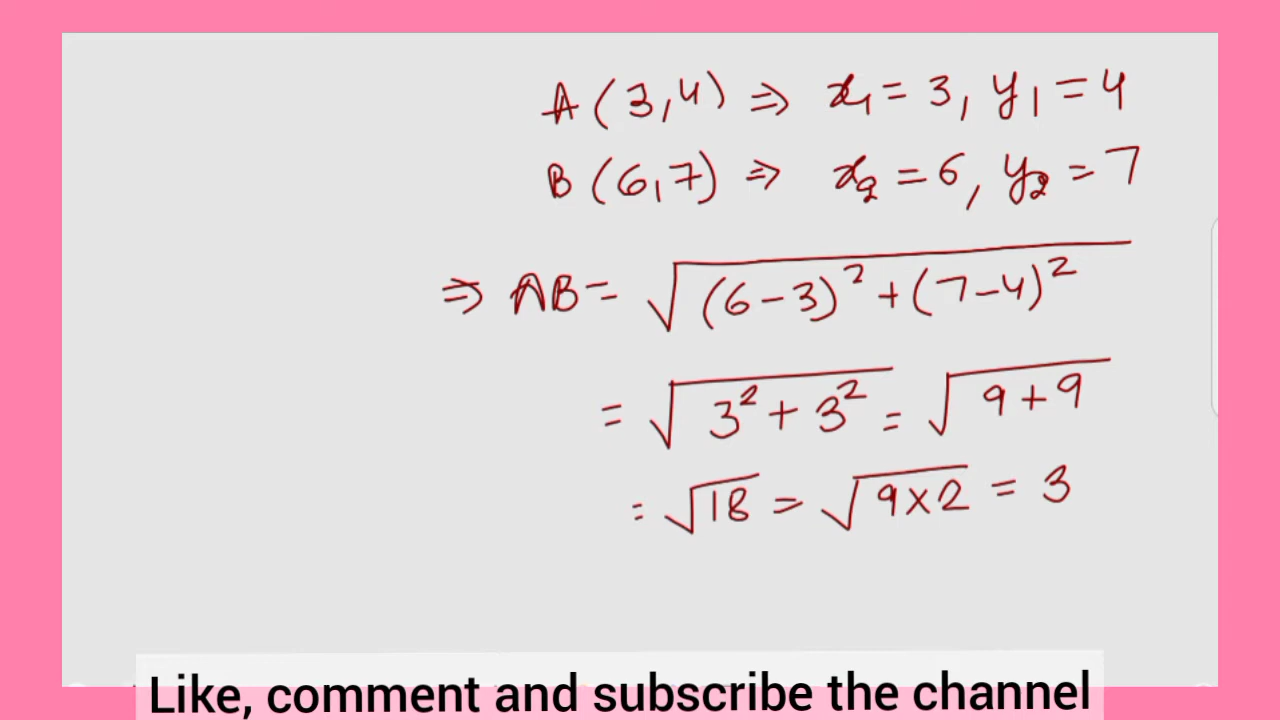 A (3,4) ⇒ x₁ = 3, y₁ = 4
B (6,7) ⇒ x₂ = 6, y₂ = 7
⇒ AB = √((6-3)² + (7-4)²)
= √(3² + 3²) = √(9+9)
= √18 = √(9×2) = 3
Like, comment and subscribe the channel